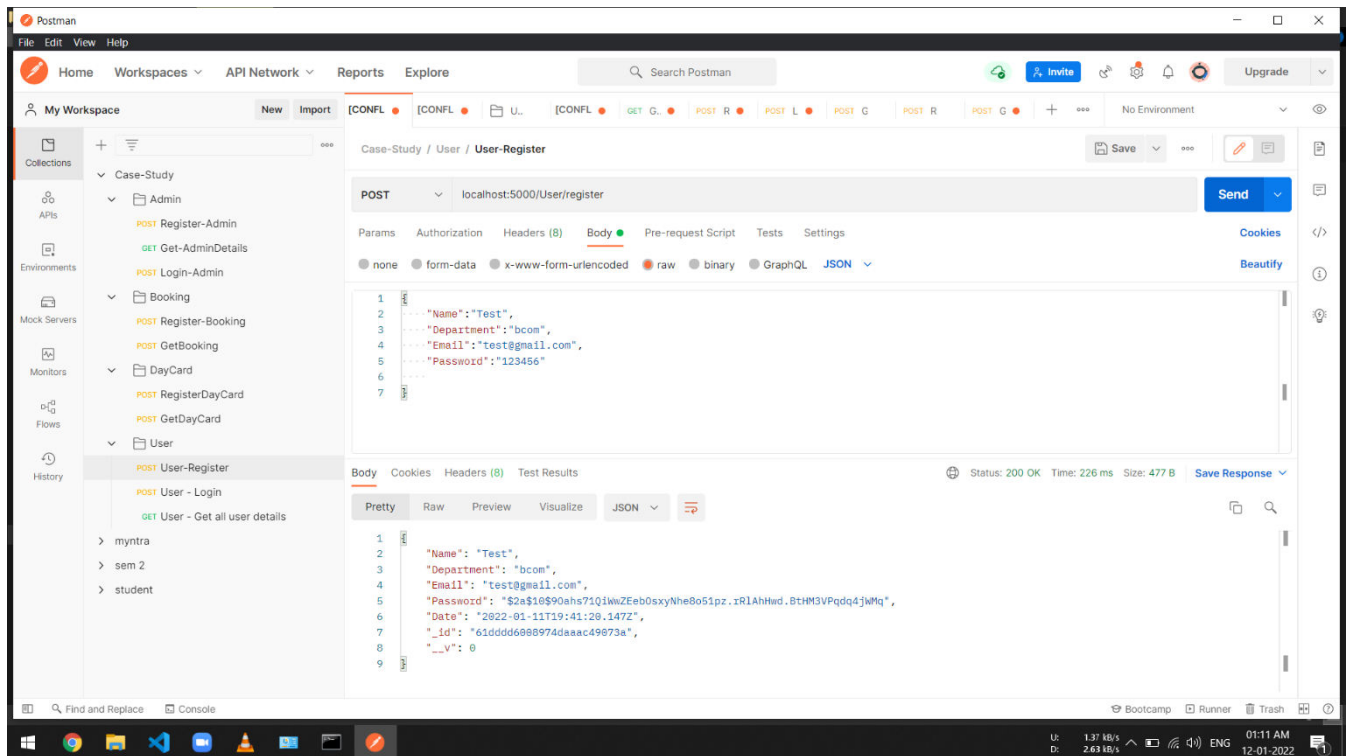 Postman
File Edit View Help
Home Workspaces API Network Reports Explore Search Postman Invite Upgrade
My Workspace New Import [CONFL [CONFL U.. [CONFL GET G.. POST R POST L POST G POST R POST G No Environment
Collections
APIs
Environments
Mock Servers
Monitors
Flows
History
Case-Study
Admin
POST Register-Admin
GET Get-AdminDetails
POST Login-Admin
Booking
POST Register-Booking
POST GetBooking
DayCard
POST RegisterDayCard
POST GetDayCard
User
POST User-Register
POST User - Login
GET User - Get all user details
myntra
sem 2
student
Case-Study / User / User-Register Save
POST localhost:5000/User/register Send
Params Authorization Headers (8) Body Pre-request Script Tests Settings Cookies
none form-data x-www-form-urlencoded raw binary GraphQL JSON Beautify
1 {
2 "Name":"Test",
3 "Department":"bcom",
4 "Email":"test@gmail.com",
5 "Password":"123456"
6
7 }
Body Cookies Headers (8) Test Results Status: 200 OK Time: 226 ms Size: 477 B Save Response
Pretty Raw Preview Visualize JSON
1 {
2 "Name": "Test",
3 "Department": "bcom",
4 "Email": "test@gmail.com",
5 "Password": "$2a$10$9Oahs71QiWwZEebOsxyNhe8o51pz.rRlAhHwd.BtHM3VPqdq4jWMq",
6 "Date": "2022-01-11T19:41:20.147Z",
7 "_id": "61dddd6008974daaac49073a",
8 "__v": 0
9 }
Find and Replace Console Bootcamp Runner Trash
U: 1.37 kB/s
D: 2.63 kB/s
ENG
01:11 AM
12-01-2022